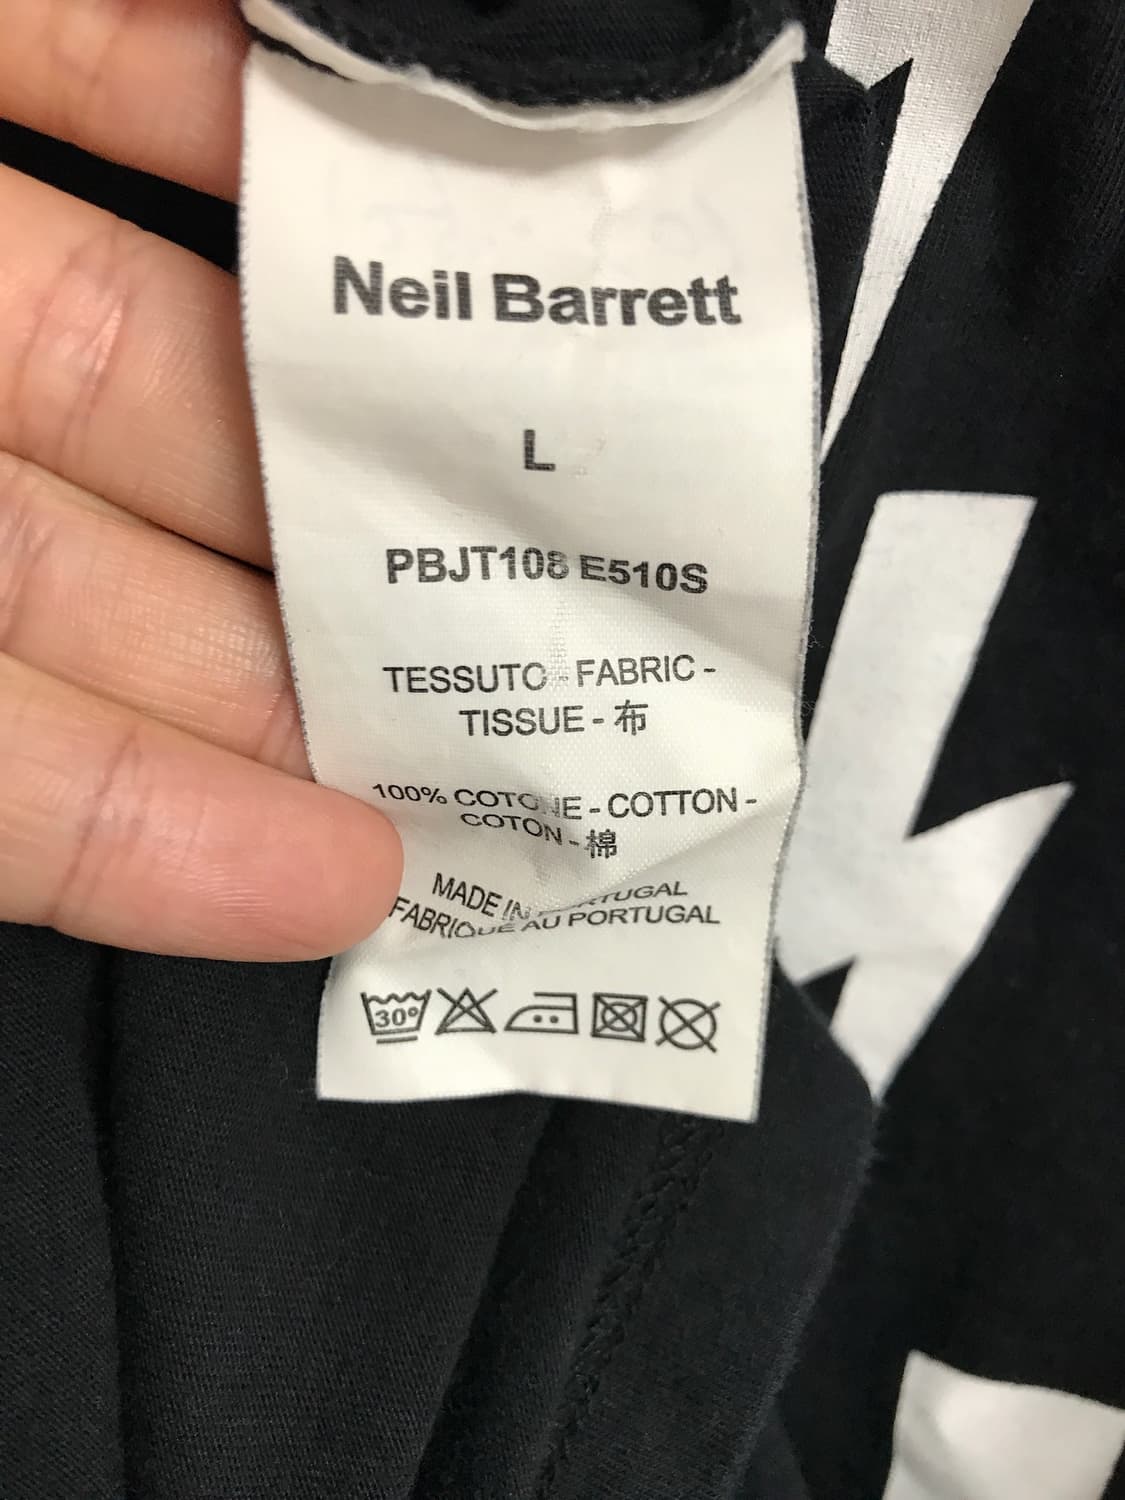 Neil Barrett
L
PBJT108 E510S
TESSUTO - FABRIC -
TISSUE - 布
100% COTONE - COTTON -
COTON - 棉
MADE IN PORTUGAL
FABRIQUÉ AU PORTUGAL
30°